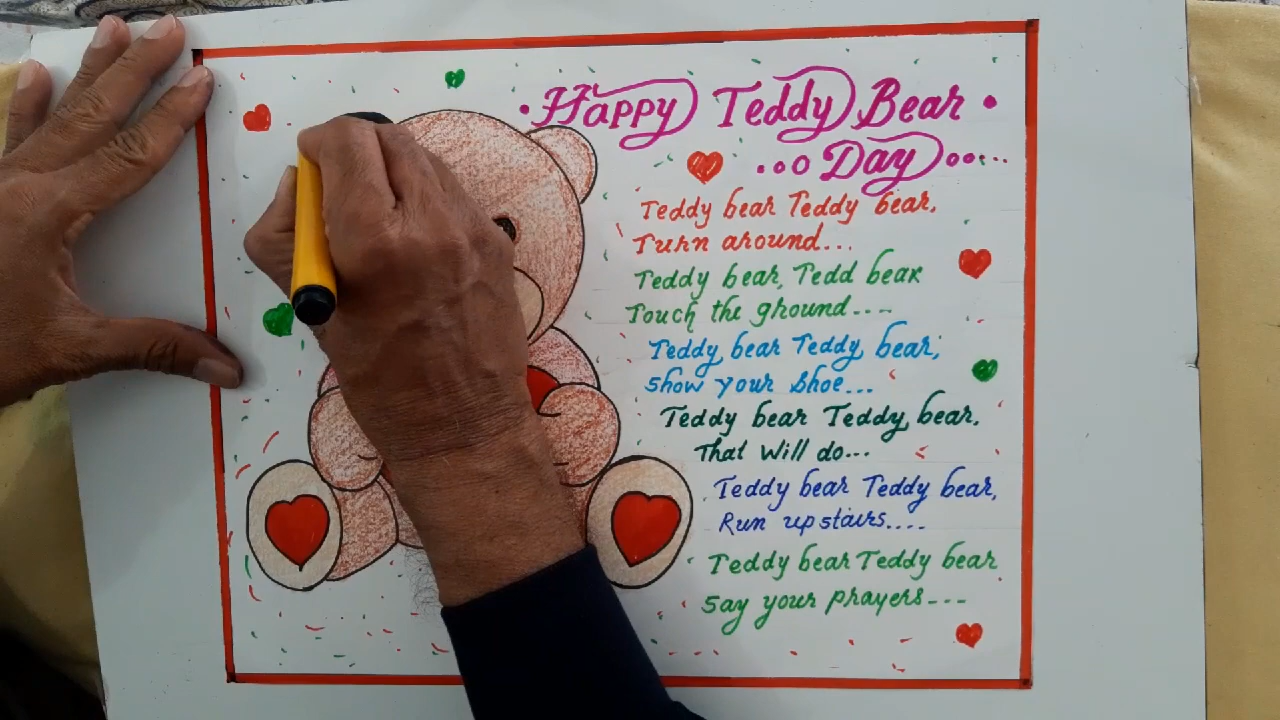 Happy Teddy Bear
...Day...
Teddy bear Teddy bear,
Turn around...
Teddy bear, Tedd bear
Touch the ground....
Teddy bear Teddy bear,
Show your shoe...
Teddy bear Teddy bear.
That will do...
Teddy bear Teddy bear,
Run up stairs....
Teddy bear Teddy bear
Say your prayers---